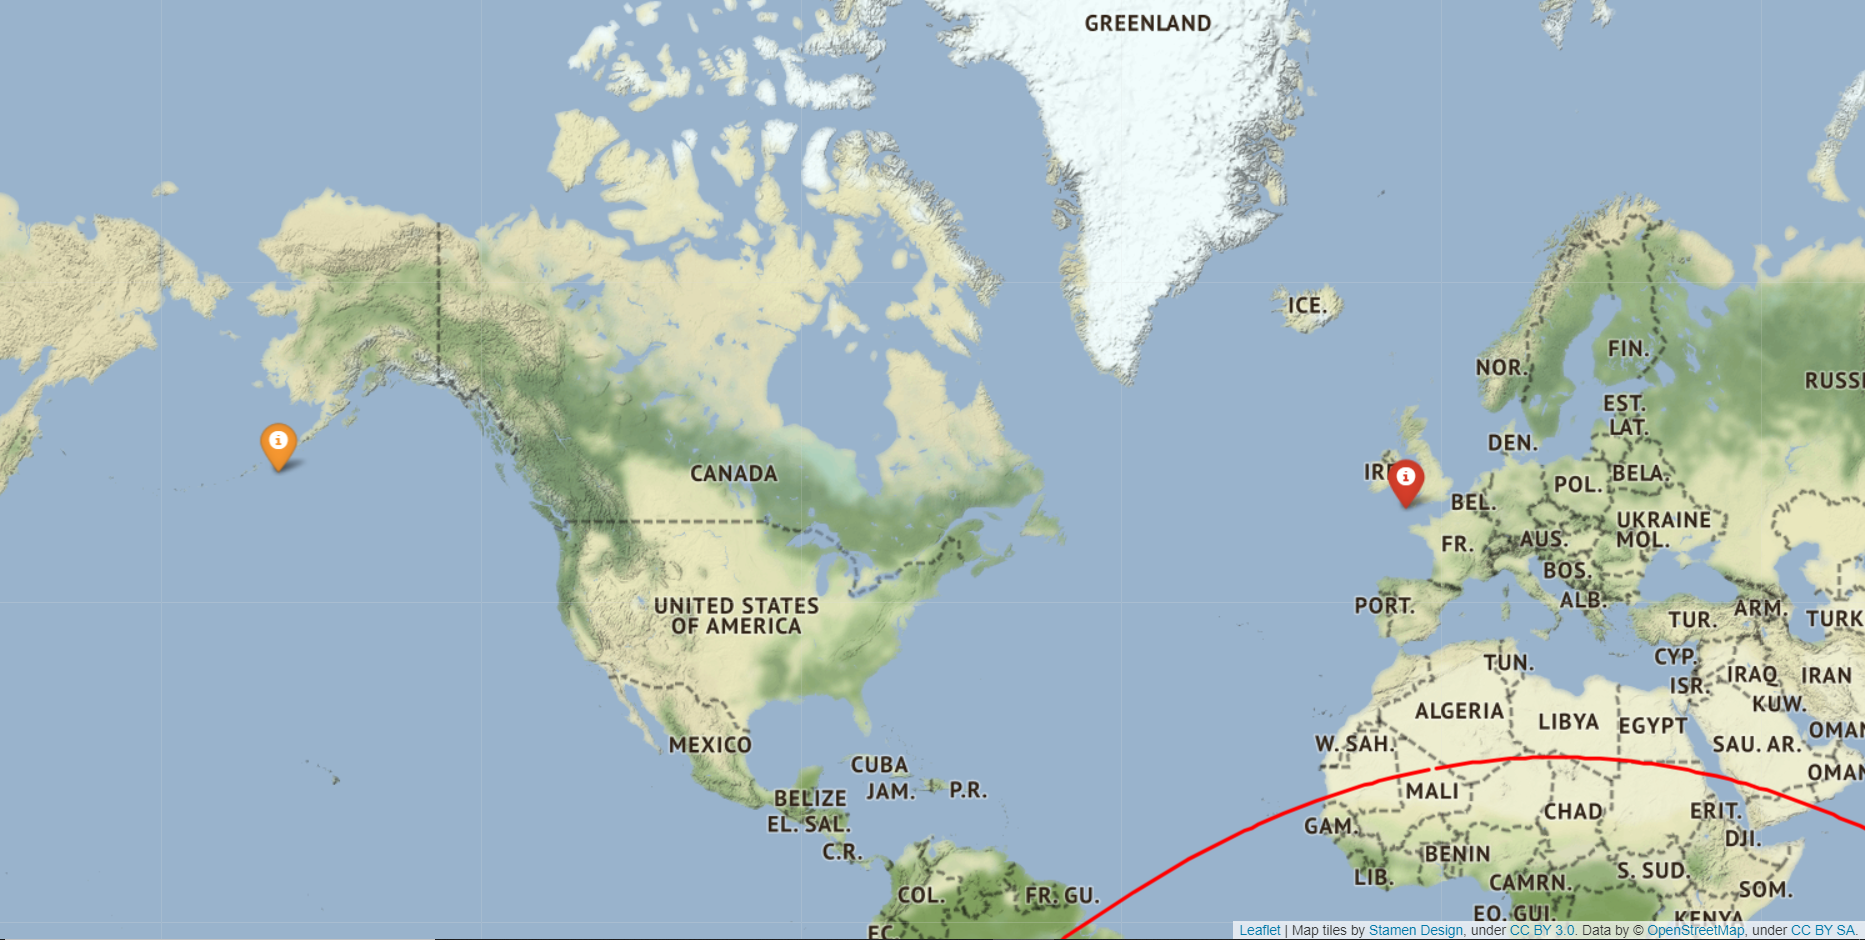 GREENLAND
ICE.
FIN.
NOR.
RUSSI
EST.
LAT.
DEN.
IRE
CANADA
BELA.
POL.
BEL.
UKRAINE
FR.
AUS.
MOL.
BOS.
ALB.
PORT.
UNITED STATES
OF AMERICA
ARM.
TUR.
TURK
CYP.
TUN.
IRAQ
IRAN
ISR.
KUW.
ALGERIA
LIBYA
EGYPT
OMAN
W. SAH.
SAU. AR.
MEXICO
CUBA
OMAN
JAM.
P.R.
MALI
BELIZE
EL. SAL.
CHAD
ERIT.
GAM.
DJI.
C.R.
BENIN
S. SUD.
LIB.
CAMRN.
SOM.
COL.
FR. GU.
EQ. GUI.
KENYA
EC.
Leaflet | Map tiles by Stamen Design, under CC BY 3.0. Data by © OpenStreetMap, under CC BY SA.